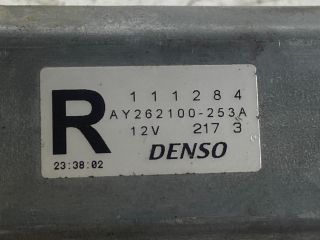 R
111284
AY262100-253A
12V 217 3
23:38:02 DENSO